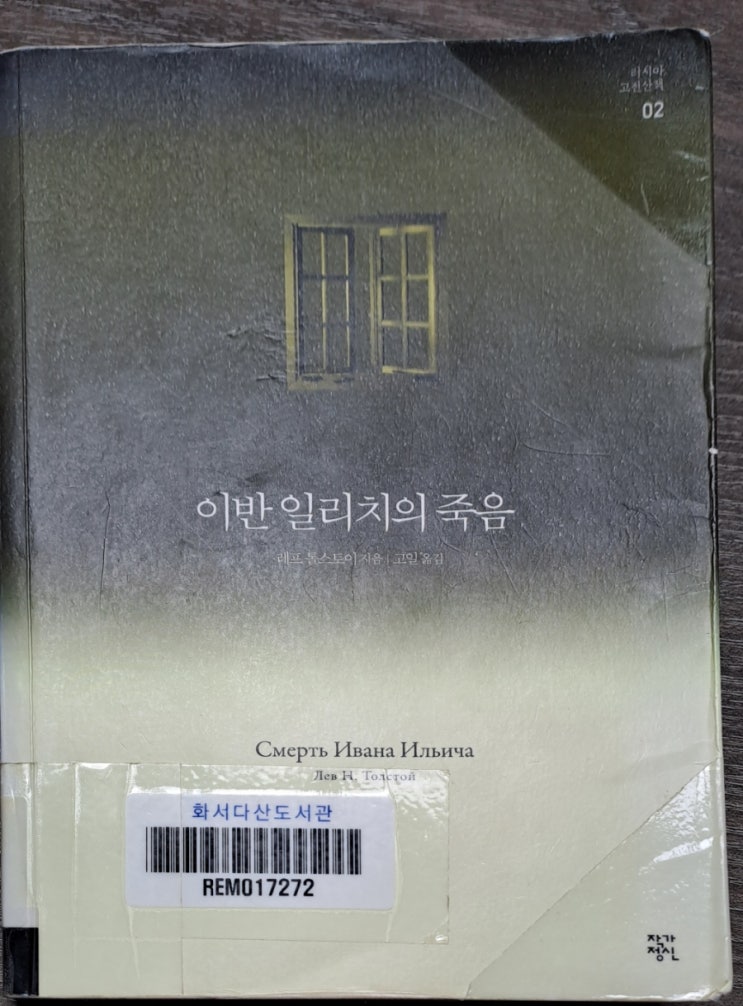 러시아
고전산책
02
이반 일리치의 죽음
레프 톨스토이 지음 | 고일 옮김
Смерть Ивана Ильича
Лев Н. Толстой
화서다산도서관
REM017272
작가
정신